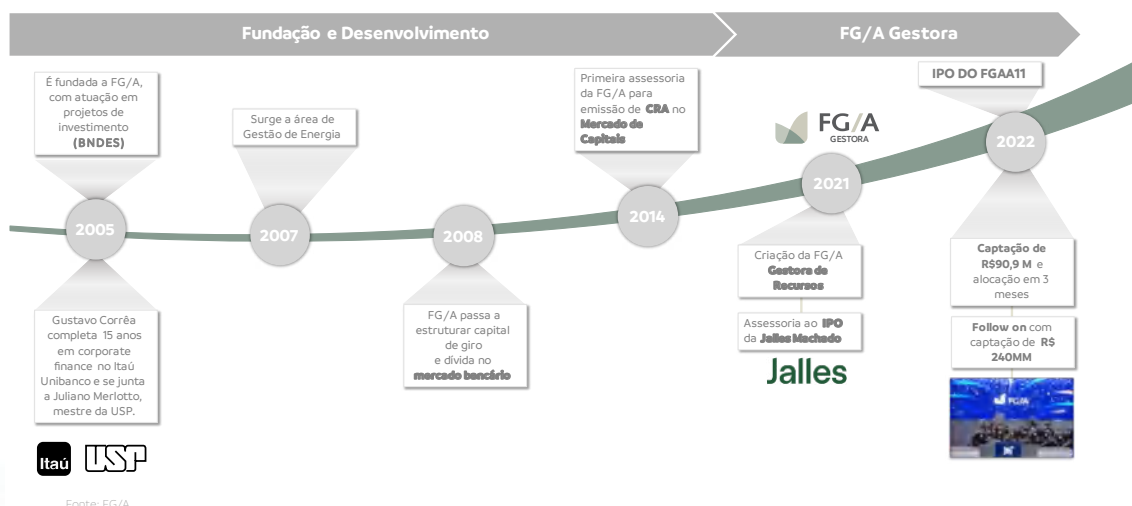 Fundação e Desenvolvimento
FG/A Gestora
É fundada a FG/A,
com atuação em
projetos de
investimento
(BNDES)
Surge a área de
Gestão de Energia
Primeira assessoria
da FG/A para
emissão de CRA no
Mercado de
Capitais
FG/A
GESTORA
IPO DO FGAA11
2005
2007
2008
2014
2021
2022
Gustavo Corrêa
completa 15 anos
em corporate
finance no Itaú
Unibanco e se junta
a Juliano Merlotto,
mestre da USP.
Itaú
USP
FG/A passa a
estruturar capital
de giro
e dívida no
mercado bancário
Criação da FG/A
Gestora de
Recursos
Assessoria ao IPO
da Jalles Machado
Jalles
Captação de
R$90,9 M e
alocação em 3
meses
Follow on com
captação de R$
240MM
FG/A
Fonte: FG/A